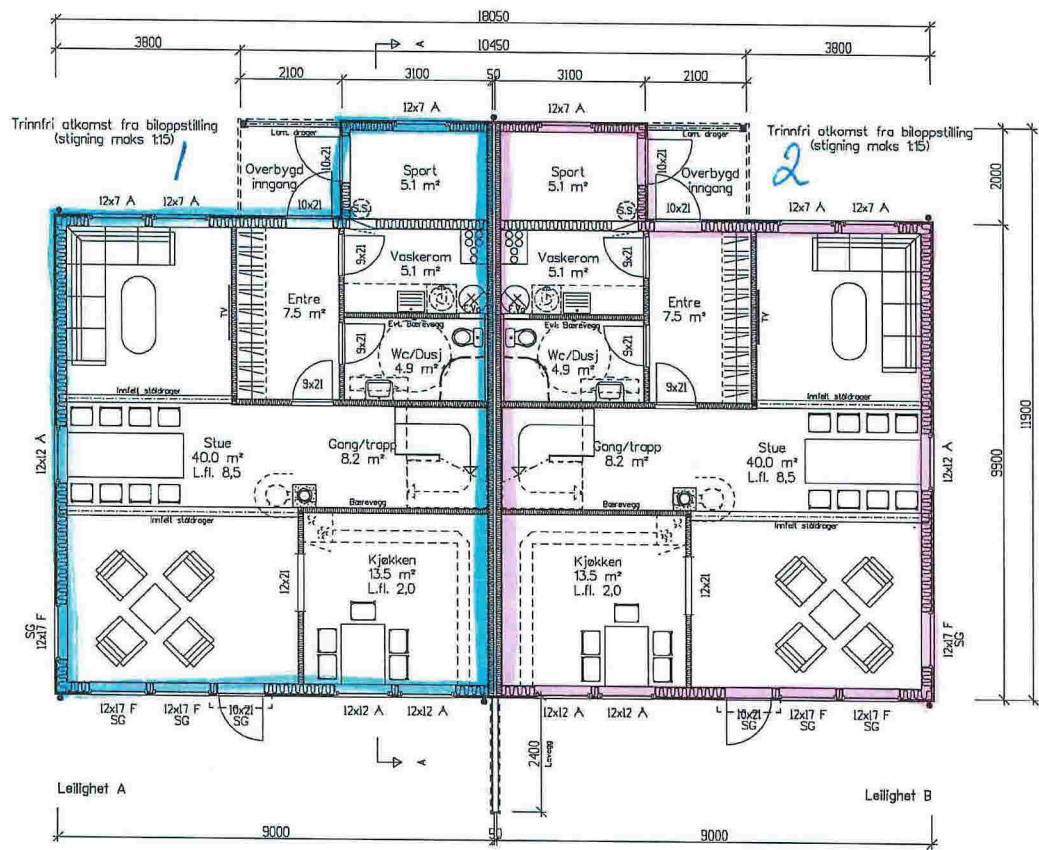 18050
3800
10450
3800
A
2100
3100
50
3100
2100
12x7 A
12x7 A
Trinnfri atkomst fra biloppstilling
(stigning maks 1:15)
Lam. drager
Lam. drager
Trinnfri atkomst fra biloppstilling
(stigning maks 1:15)
1
2
10x21
10x21
Overbygd
inngang
Sport
5.1 m²
Sport
5.1 m²
Overbygd
inngang
2000
12x7 A
12x7 A
10x21
S.S
S.S
10x21
12x7 A
12x7 A
9x21
Vaskerom
5.1 m²
Vaskerom
5.1 m²
9x21
Entre
7.5 m²
Entre
7.5 m²
TV
TV
Evt. Bærevegg
Evt. Bærevegg
9x21
Wc/Dusj
4.9 m²
Wc/Dusj
4.9 m²
9x21
9x21
9x21
Innfelt ståldrager
Innfelt ståldrager
11900
9900
12x12 A
Stue
40.0 m²
L.fl. 8,5
Gang/trapp
8.2 m²
Gang/trapp
8.2 m²
Stue
40.0 m²
L.fl. 8,5
12x12 A
Bærevegg
Bærevegg
Innfelt ståldrager
Innfelt ståldrager
12x21
Kjøkken
13.5 m²
L.fl. 2,0
Kjøkken
13.5 m²
L.fl. 2,0
12x21
SG
12x17 F
12x17 F
SG
12x17 F
SG
12x17 F
SG
10x21
SG
12x12 A
12x12 A
12x12 A
12x12 A
10x21
SG
12x17 F
SG
12x17 F
SG
2400
Levegg
A
Leilighet A
Leilighet B
9000
50
9000